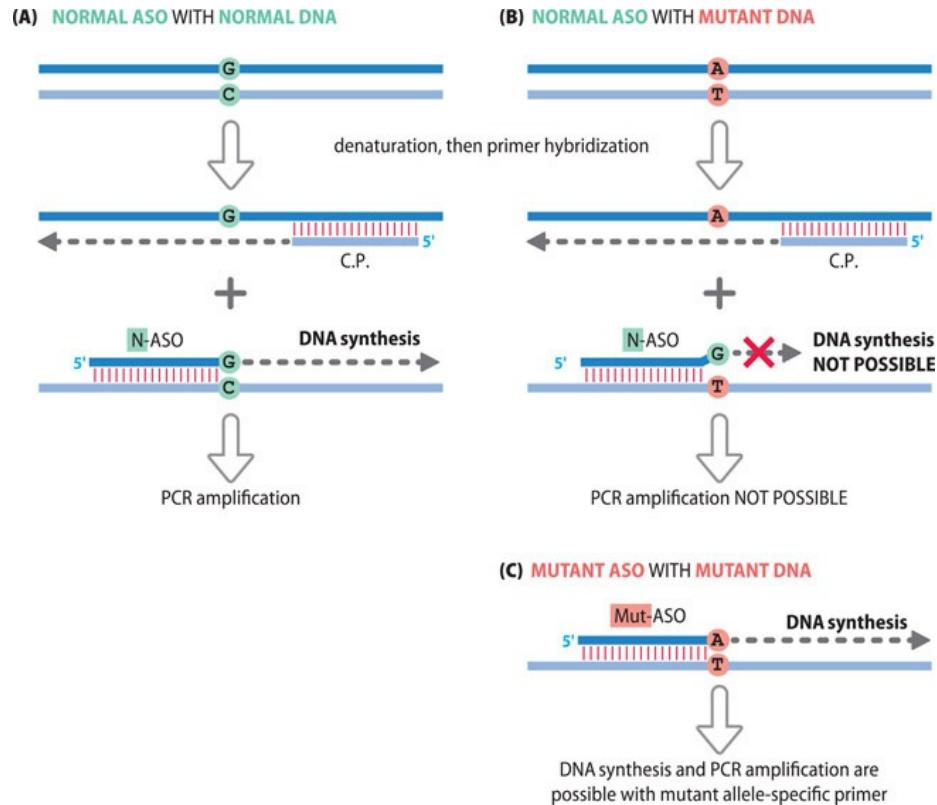 (A) NORMAL ASO WITH NORMAL DNA
G
C
(B) NORMAL ASO WITH MUTANT DNA
A
T
denaturation, then primer hybridization
G
5'
C.P.
A
5'
C.P.
+
+
N-ASO
DNA synthesis
5'
G
C
PCR amplification
N-ASO
5'
G
DNA synthesis
NOT POSSIBLE
T
PCR amplification NOT POSSIBLE
(C) MUTANT ASO WITH MUTANT DNA
Mut-ASO
DNA synthesis
5'
A
T
DNA synthesis and PCR amplification are
possible with mutant allele-specific primer